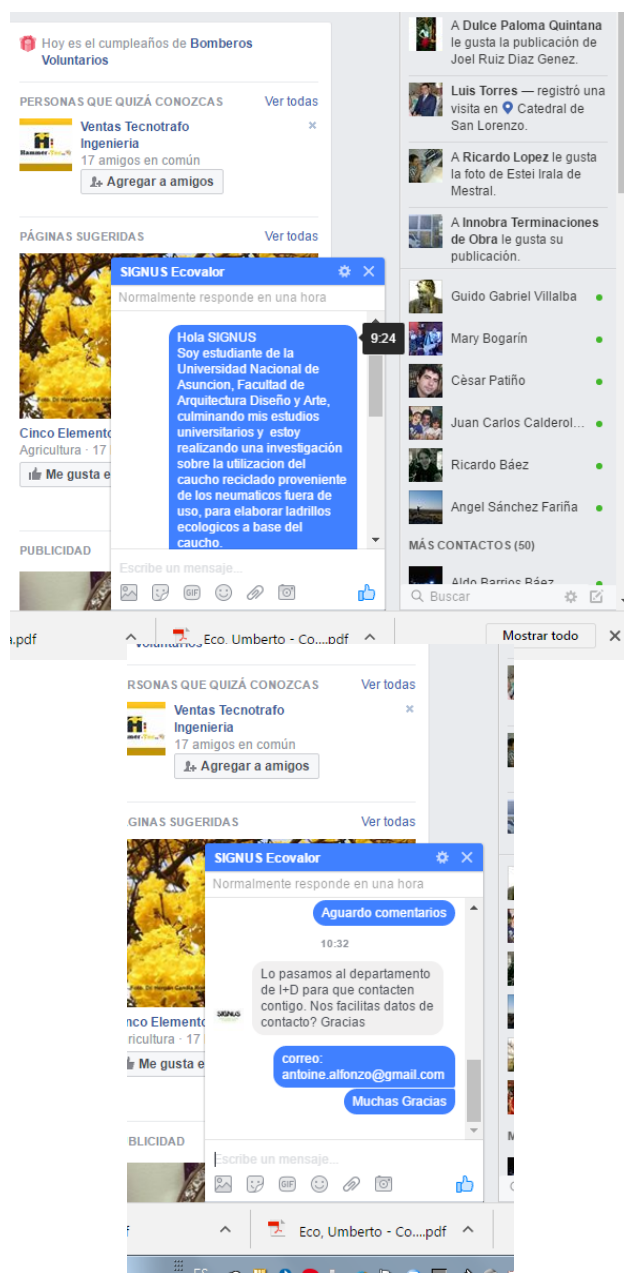 Hoy es el cumpleaños de Bomberos
Voluntarios
PERSONAS QUE QUIZÁ CONOZCAS Ver todas
Ventas Tecnotrafo
Ingenieria
17 amigos en común
Agregar a amigos
PÁGINAS SUGERIDAS Ver todas
Cinco Elemento
Agricultura · 17
Me gusta e
PUBLICIDAD
SIGNUS Ecovalor
Normalmente responde en una hora
Hola SIGNUS
Soy estudiante de la
Universidad Nacional de
Asuncion, Facultad de
Arquitectura Diseño y Arte,
culminando mis estudios
universitarios y estoy
realizando una investigación
sobre la utilizacion del
caucho reciclado proveniente
de los neumaticos fuera de
uso, para elaborar ladrillos
ecologicos a base del
caucho.
9:24
Escribe un mensaje...
GIF
A Dulce Paloma Quintana
le gusta la publicación de
Joel Ruiz Diaz Genez.
Luis Torres — registró una
visita en Catedral de
San Lorenzo.
A Ricardo Lopez le gusta
la foto de Estei Irala de
Mestral.
A Innobra Terminaciones
de Obra le gusta su
publicación.
Guido Gabriel Villalba
Mary Bogarín
Cèsar Patiño
Juan Carlos Calderol...
Ricardo Báez
Angel Sánchez Fariña
MÁS CONTACTOS (50)
Aldo Barrios Báez
Buscar
a.pdf
Eco, Umberto - Co....pdf
Mostrar todo
Voluntarios
RSONAS QUE QUIZÁ CONOZCAS Ver todas
Ventas Tecnotrafo
Ingenieria
17 amigos en común
Agregar a amigos
GINAS SUGERIDAS Ver todas
nco Elemento
ricultura · 17
Me gusta e
BLICIDAD
SIGNUS Ecovalor
Normalmente responde en una hora
Aguardo comentarios
10:32
Lo pasamos al departamento
de I+D para que contacten
contigo. Nos facilitas datos de
contacto? Gracias
SIGNUS
correo:
antoine.alfonzo@gmail.com
Muchas Gracias
Escribe un mensaje...
GIF
Eco, Umberto - Co....pdf
ES